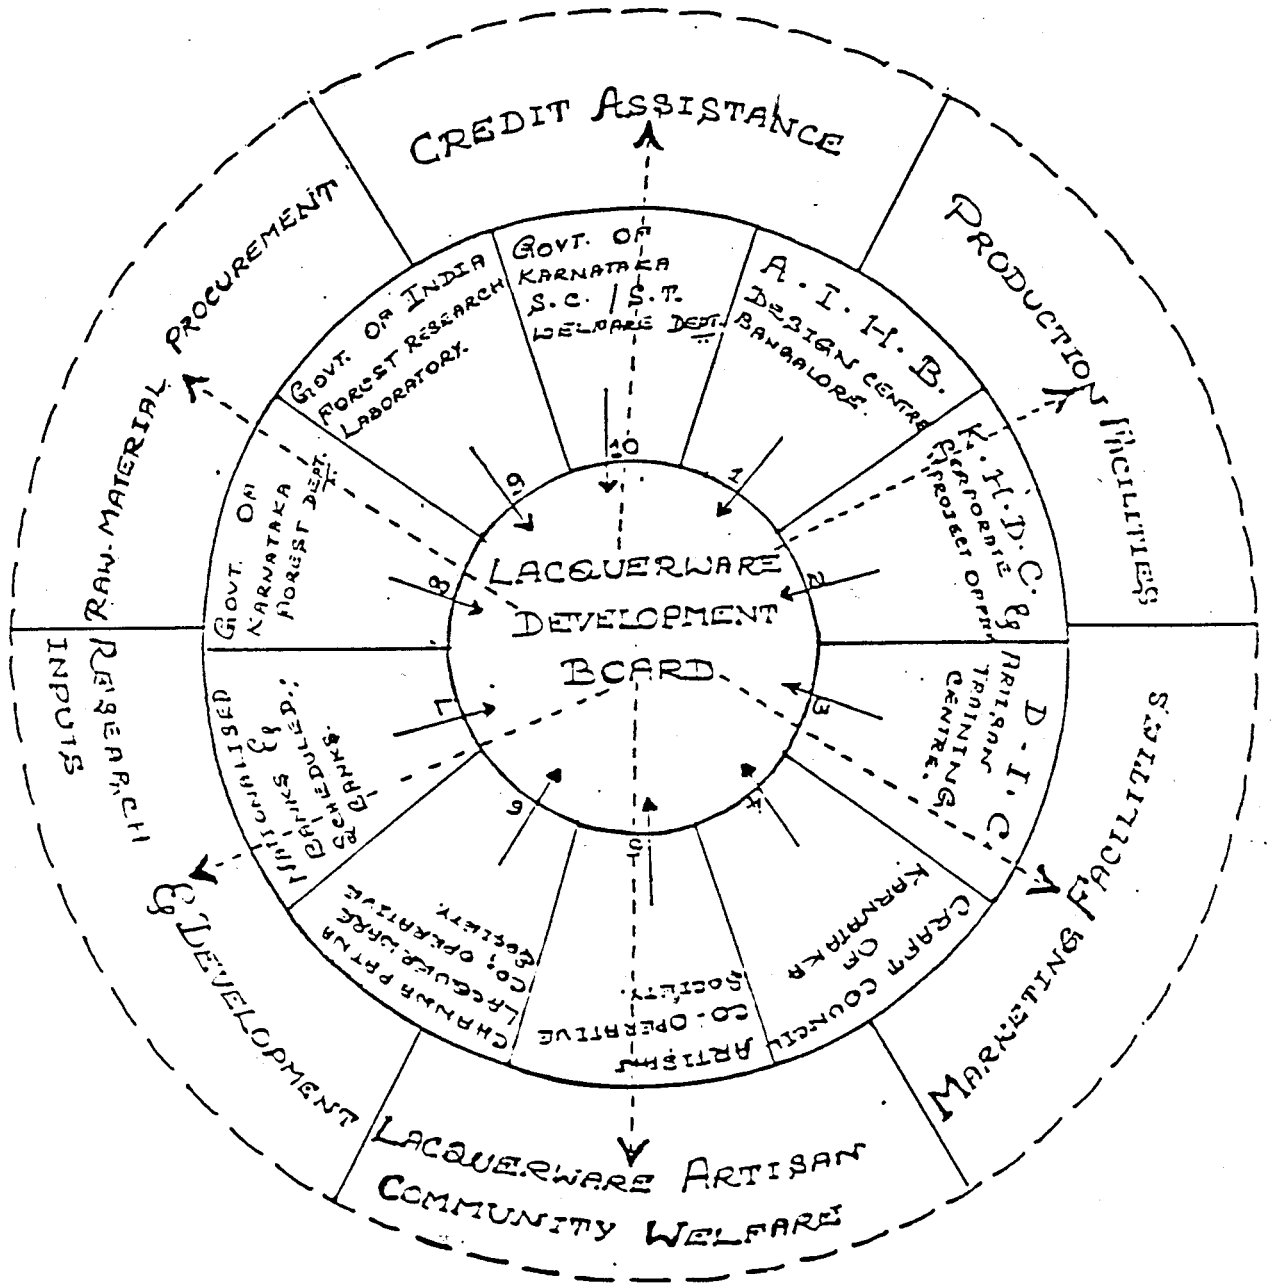 CREDIT ASSISTANCE
PRODUCTION FACILITIES
MARKETING FACILITIES
LACQUERWARE ARTISAN
COMMUNITY WELFARE
RESEARCH
INPUTS
& DEVELOPMENT
RAW-MATERIAL PROCUREMENT
GOVT. OF
KARNATAKA
S.C. / S.T.
WELFARE DEPT.
10
A.I.H.B.
DESIGN CENTRE
BANGALORE.
1
K.H.D.C. &
CORPORATE
PROJECT
2
D.I.C.
ARTISAN
TRAINING
CENTRE.
3
CRAFT COUNCIL
OF
KARNATAKA
4
ARTISAN
CO-OPERATIVE
SOCIETY.
5
CHANNAPATNA
LACQUERWARE
CO; OPERATIVE
SOCIETY.
6
NATIONALISED
&
BANKS
SCHEDULED
BANKS.
7
GOVT. OF
KARNATAKA
FOREST DEPT.
8
GOVT. OF INDIA
FOREST RESEARCH
LABORATORY.
9
LACQUERWARE
DEVELOPMENT
BOARD